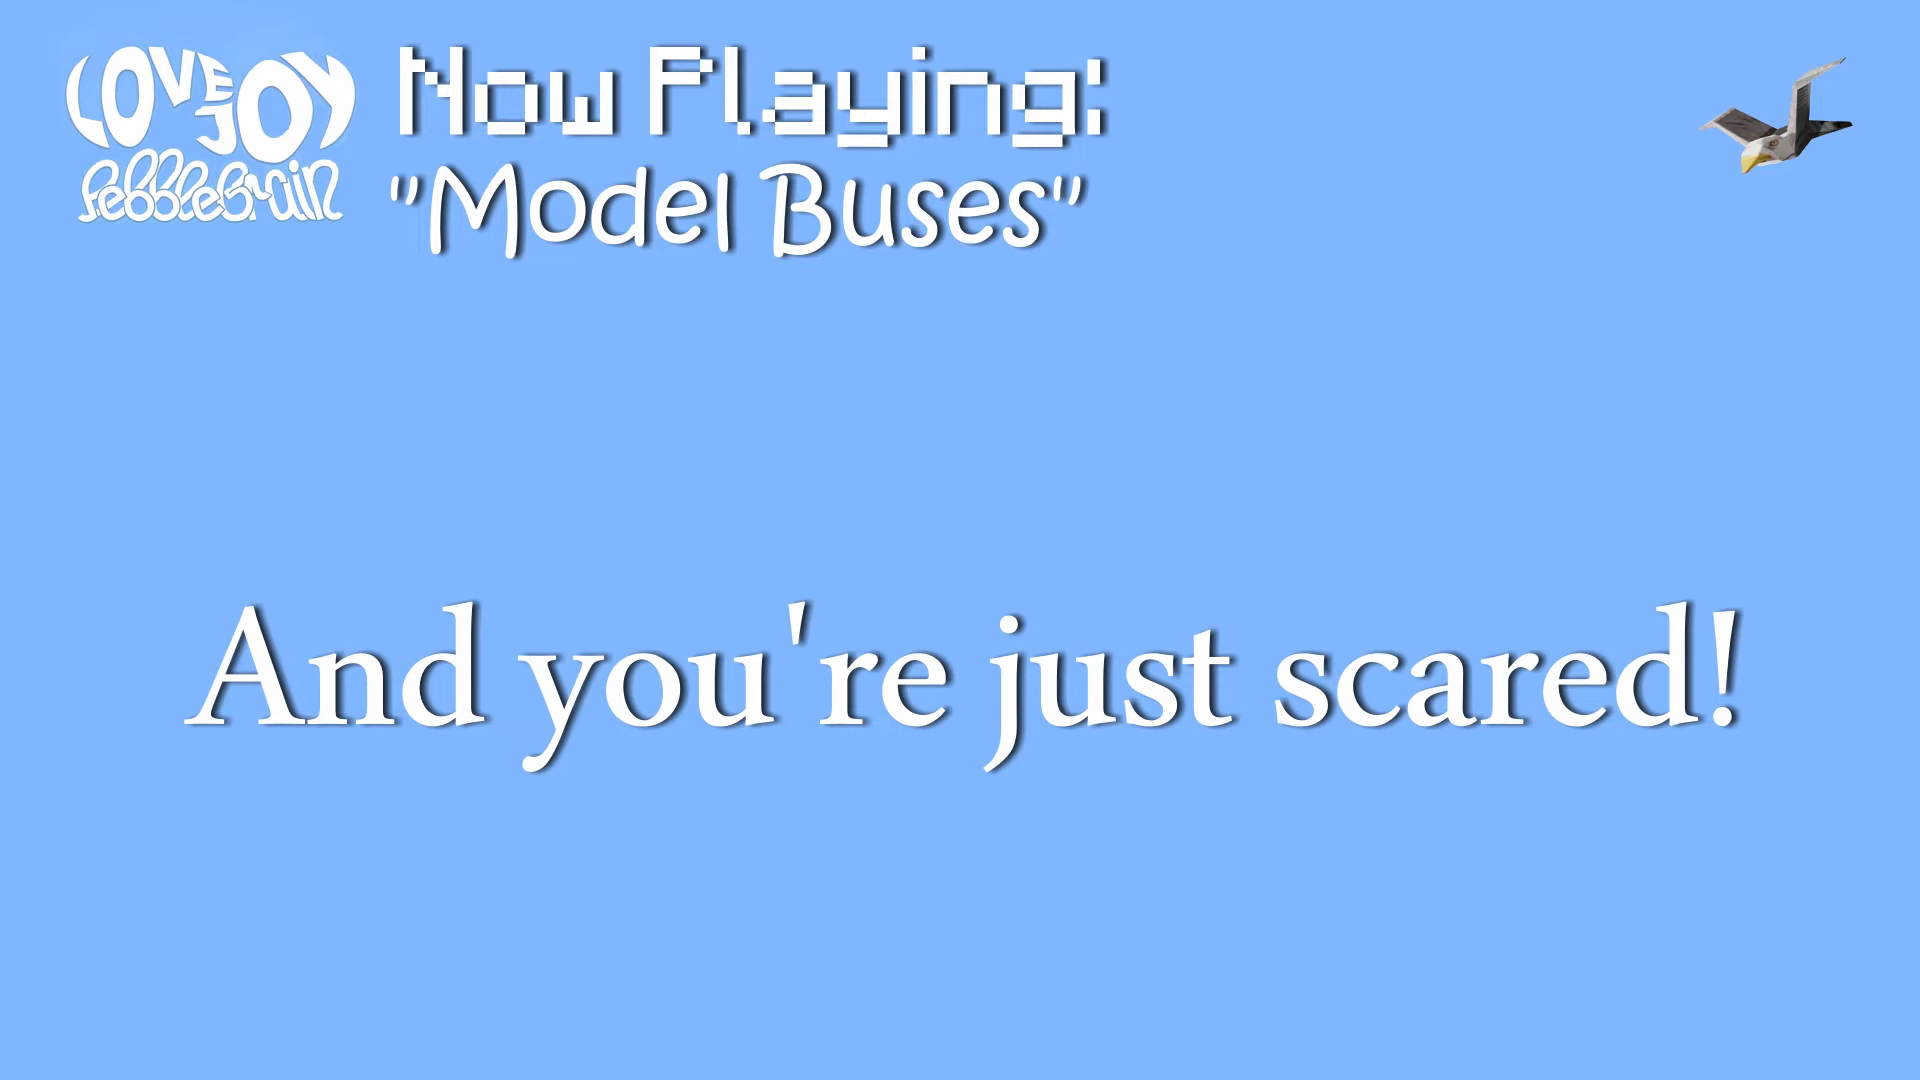 LOVEJOY
Pebble Brain
Now Playing:
"Model Buses"
And you're just scared!